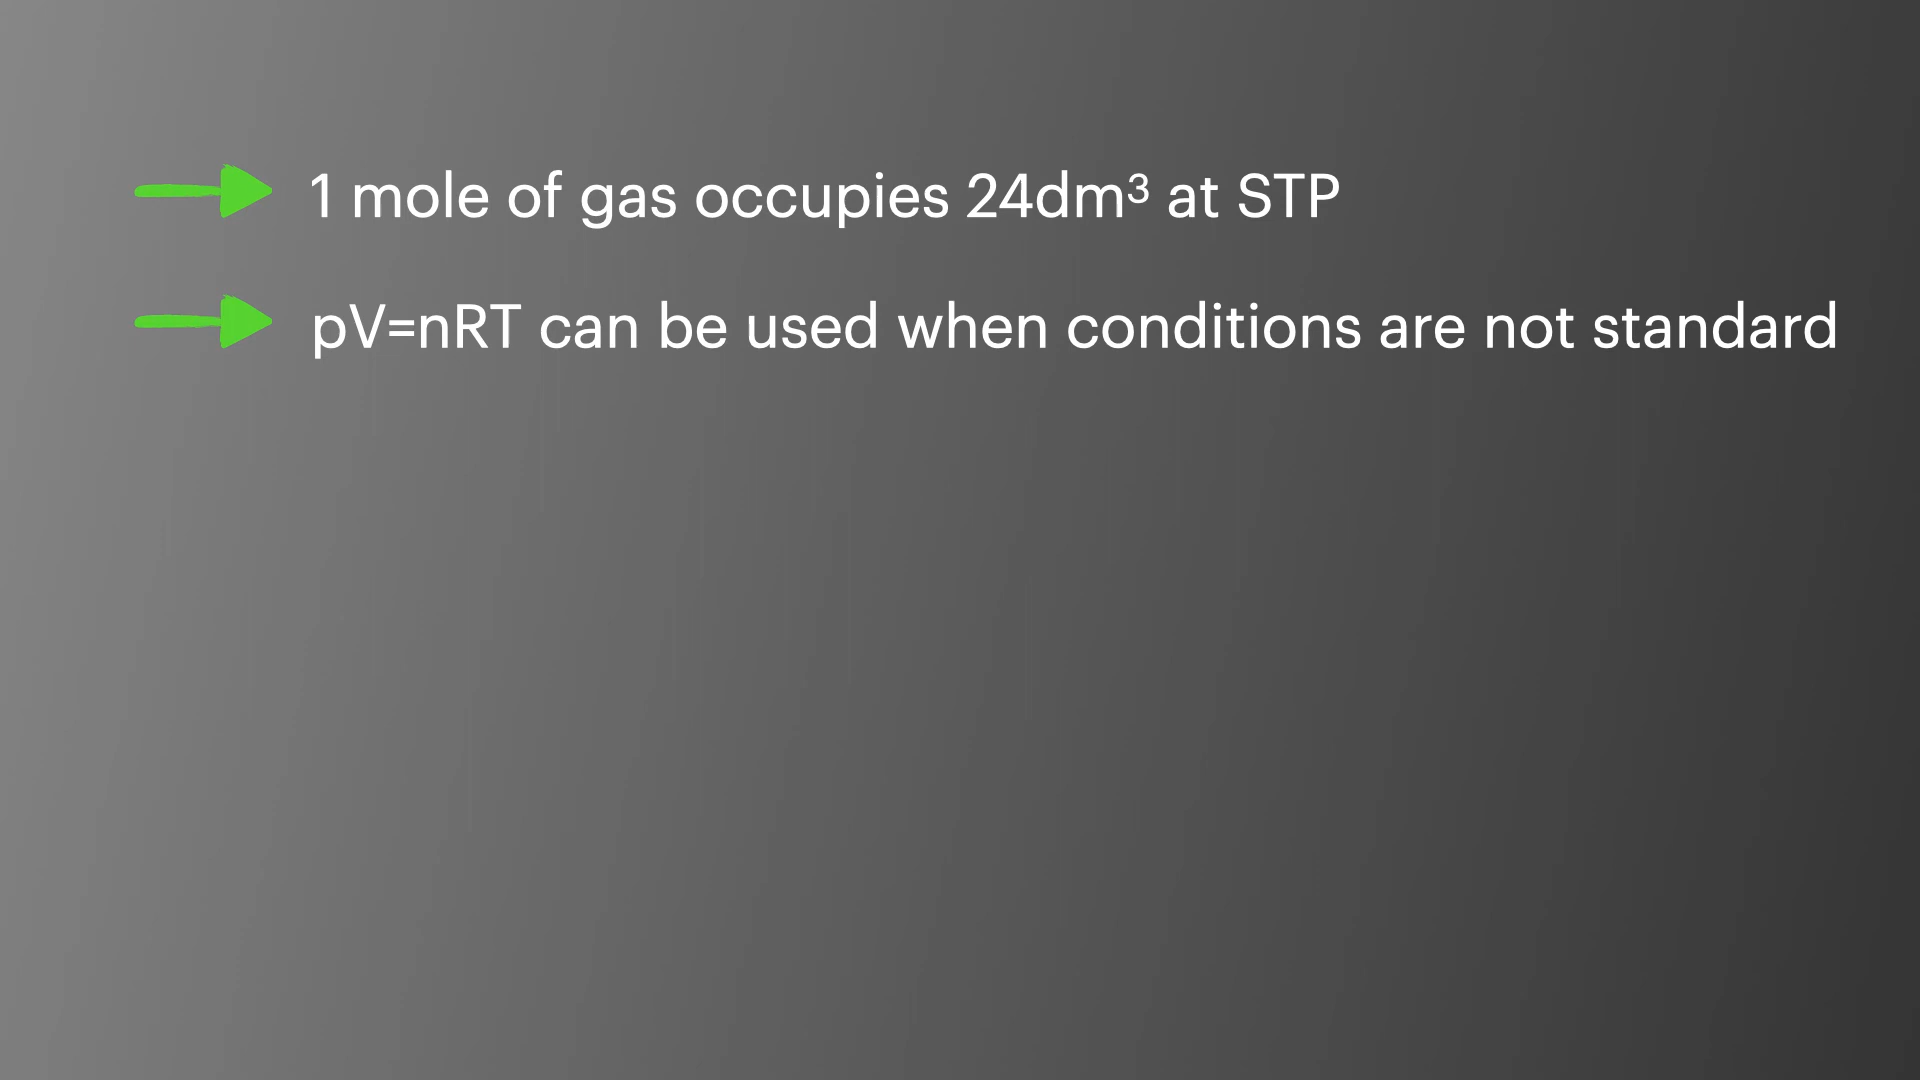 1 mole of gas occupies 24dm³ at STP
pV=nRT can be used when conditions are not standard